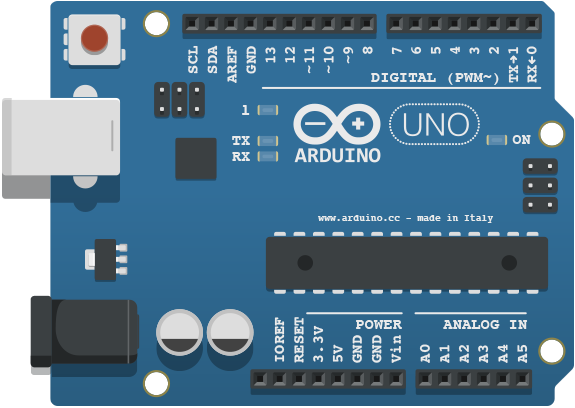 SCL
SDA
AREF
GND
13
12
~11
~10
~9
8
7
6
5
4
3
2
TX→1
RX←0
DIGITAL (PWM~)
1
TX
RX
UNO
ON
ARDUINO
www.arduino.cc - made in Italy
POWER
ANALOG IN
IOREF
RESET
3.3V
5V
GND
GND
Vin
A0
A1
A2
A3
A4
A5